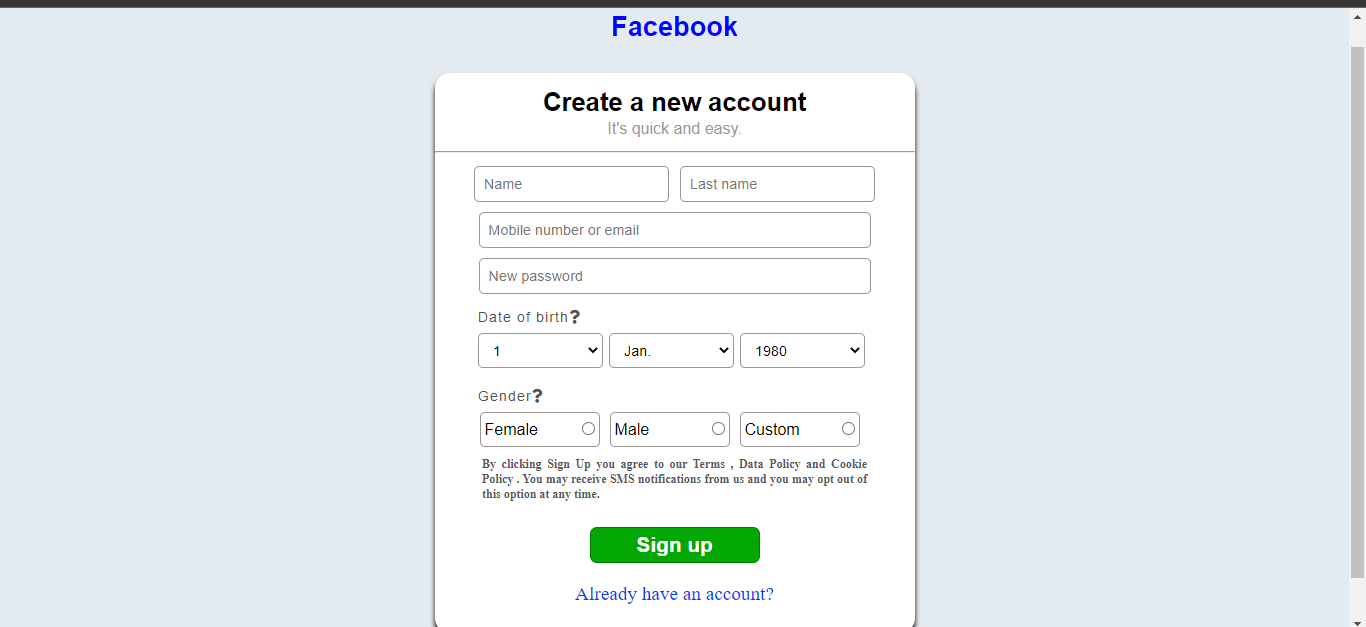 Facebook
Create a new account
It's quick and easy.
Name Last name
Mobile number or email
New password
Date of birth?
1 Jan. 1980
Gender?
Female Male Custom
By clicking Sign Up you agree to our Terms , Data Policy and Cookie
Policy . You may receive SMS notifications from us and you may opt out of
this option at any time.
Sign up
Already have an account?